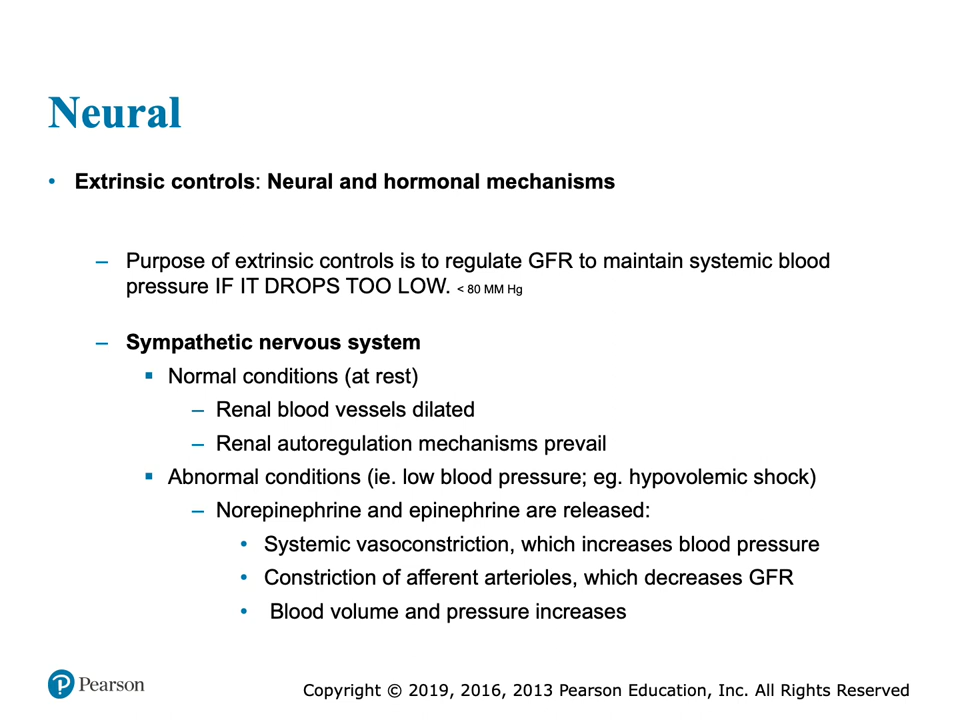 Neural
• Extrinsic controls: Neural and hormonal mechanisms
– Purpose of extrinsic controls is to regulate GFR to maintain systemic blood
pressure IF IT DROPS TOO LOW. < 80 MM Hg
– Sympathetic nervous system
▪ Normal conditions (at rest)
– Renal blood vessels dilated
– Renal autoregulation mechanisms prevail
▪ Abnormal conditions (ie. low blood pressure; eg. hypovolemic shock)
– Norepinephrine and epinephrine are released:
• Systemic vasoconstriction, which increases blood pressure
• Constriction of afferent arterioles, which decreases GFR
• Blood volume and pressure increases
P Pearson
Copyright © 2019, 2016, 2013 Pearson Education, Inc. All Rights Reserved